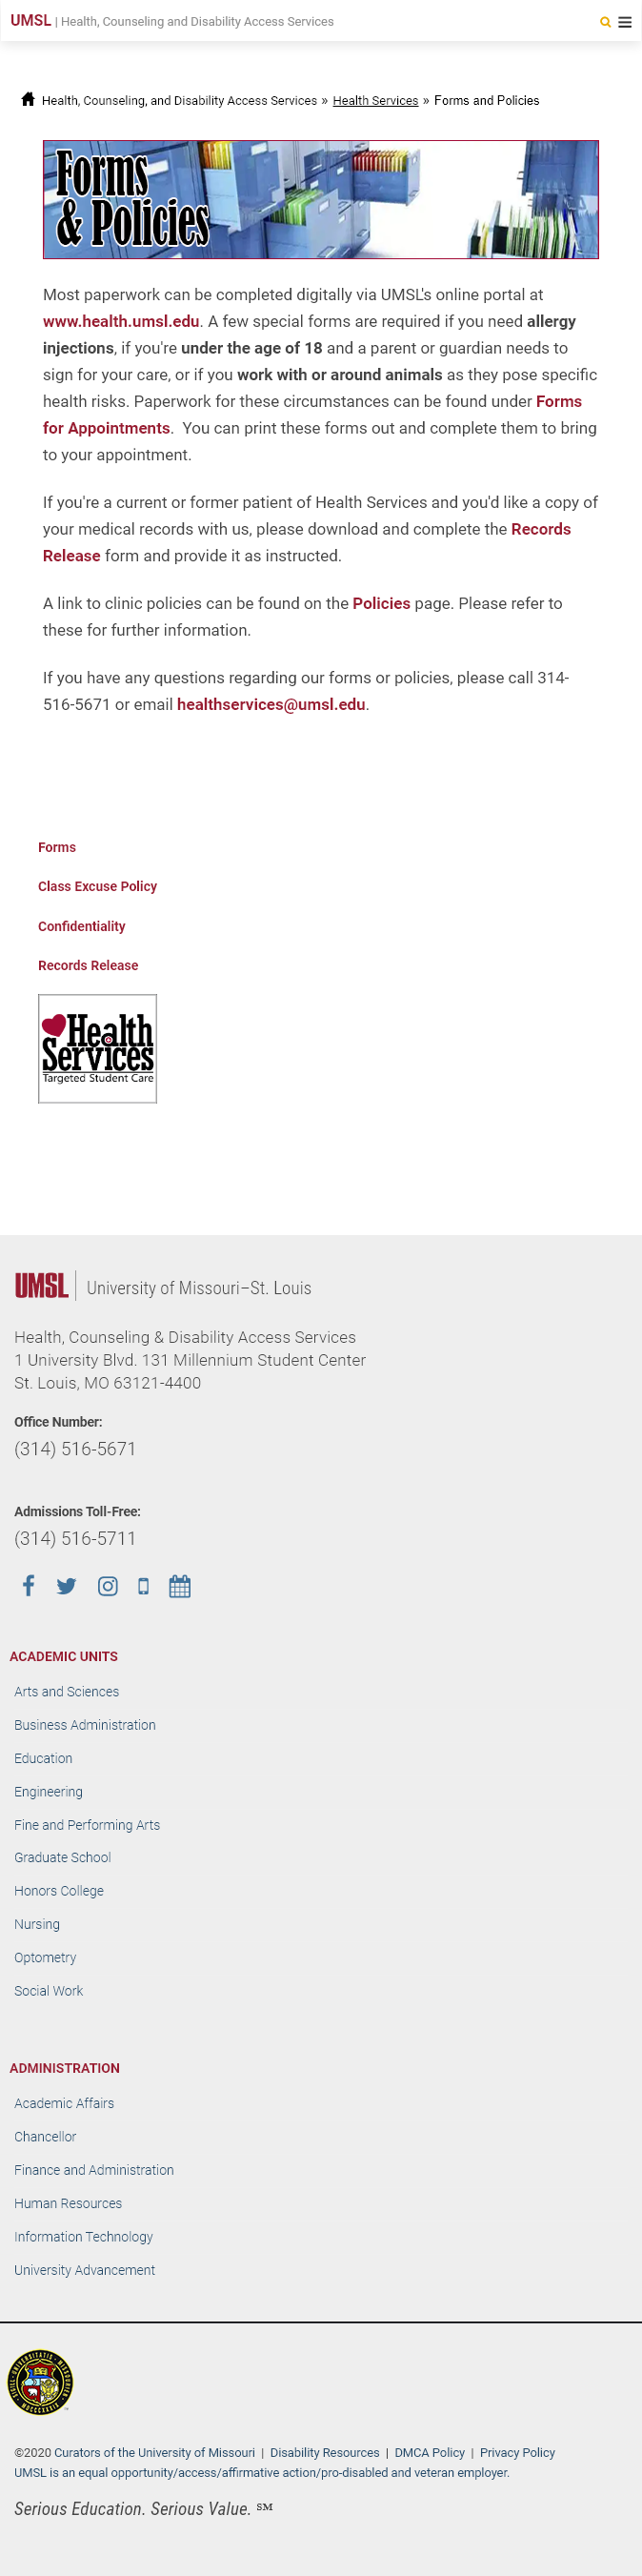 UMSL | Health, Counseling and Disability Access Services
Health, Counseling, and Disability Access Services » Health Services » Forms and Policies
Forms
& Policies
Most paperwork can be completed digitally via UMSL's online portal at
www.health.umsl.edu. A few special forms are required if you need allergy
injections, if you're under the age of 18 and a parent or guardian needs to
sign for your care, or if you work with or around animals as they pose specific
health risks. Paperwork for these circumstances can be found under Forms
for Appointments.  You can print these forms out and complete them to bring
to your appointment.
If you're a current or former patient of Health Services and you'd like a copy of
your medical records with us, please download and complete the Records
Release form and provide it as instructed.
A link to clinic policies can be found on the Policies page. Please refer to
these for further information.
If you have any questions regarding our forms or policies, please call 314-
516-5671 or email healthservices@umsl.edu.
Forms
Class Excuse Policy
Confidentiality
Records Release
Health
Services
Targeted Student Care
UMSL University of Missouri–St. Louis
Health, Counseling & Disability Access Services
1 University Blvd. 131 Millennium Student Center
St. Louis, MO 63121-4400
Office Number:
(314) 516-5671
Admissions Toll-Free:
(314) 516-5711
ACADEMIC UNITS
Arts and Sciences
Business Administration
Education
Engineering
Fine and Performing Arts
Graduate School
Honors College
Nursing
Optometry
Social Work
ADMINISTRATION
Academic Affairs
Chancellor
Finance and Administration
Human Resources
Information Technology
University Advancement
©2020 Curators of the University of Missouri | Disability Resources | DMCA Policy | Privacy Policy
UMSL is an equal opportunity/access/affirmative action/pro-disabled and veteran employer.
Serious Education. Serious Value. ℠